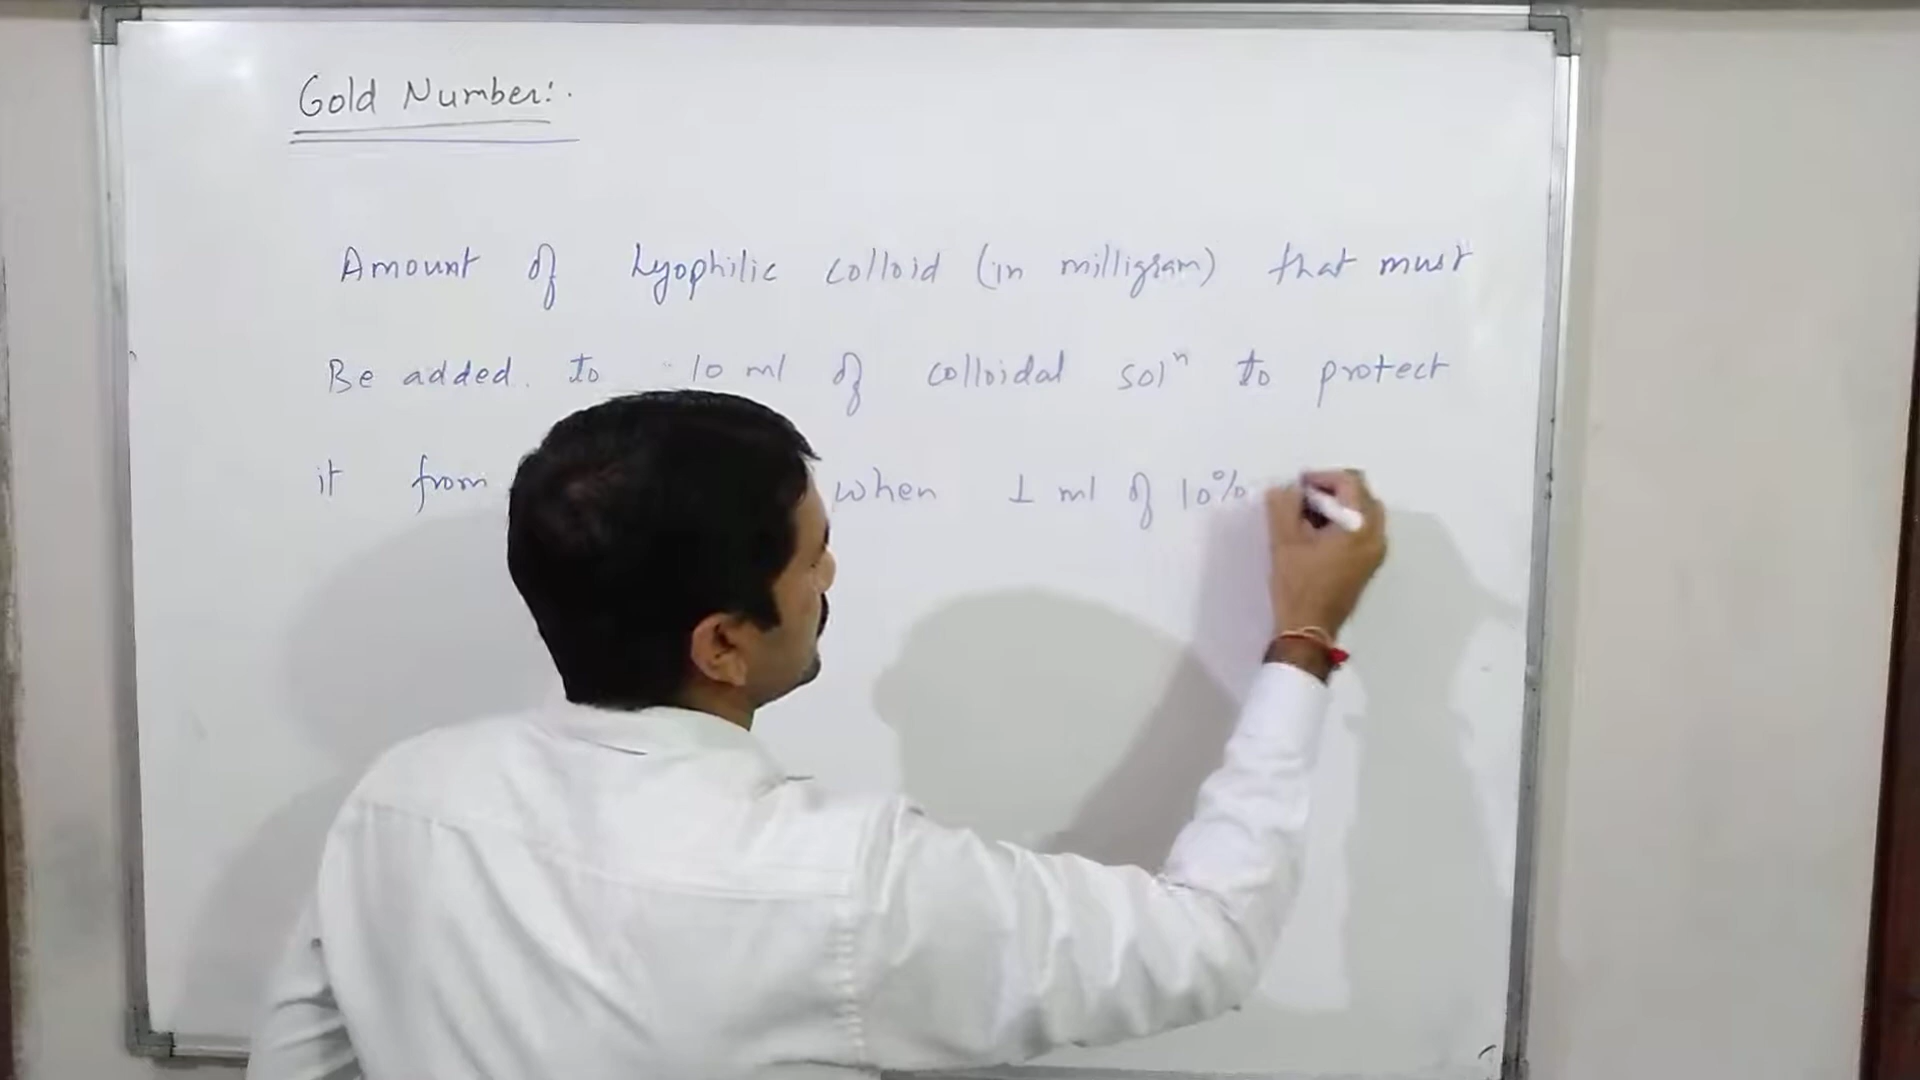 Gold Number:.
Amount of Lyophilic colloid (in milligram) that must
Be added. to 10 ml of colloidal solⁿ to protect
it from when 1 ml of 10%